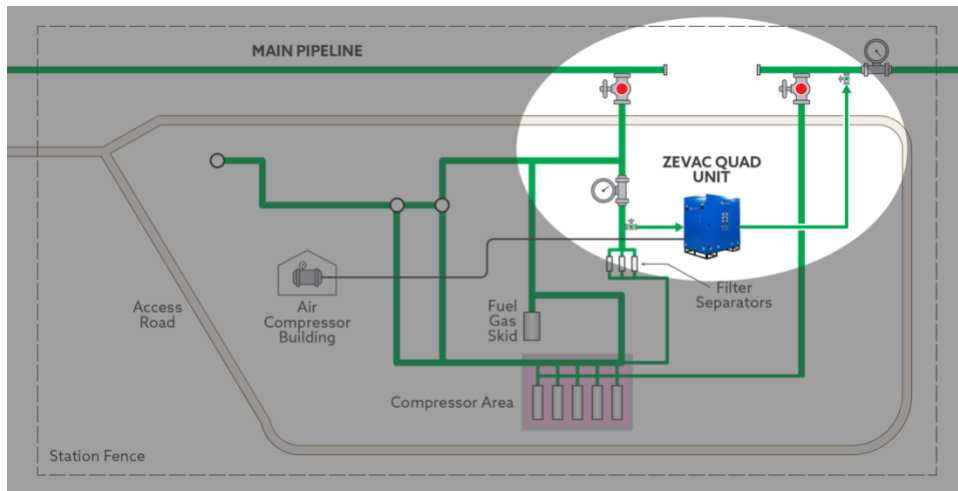 MAIN PIPELINE
ZEVAC QUAD
UNIT
Filter
Separators
Access
Road
Air
Compressor
Building
Fuel
Gas
Skid
Compressor Area
Station Fence